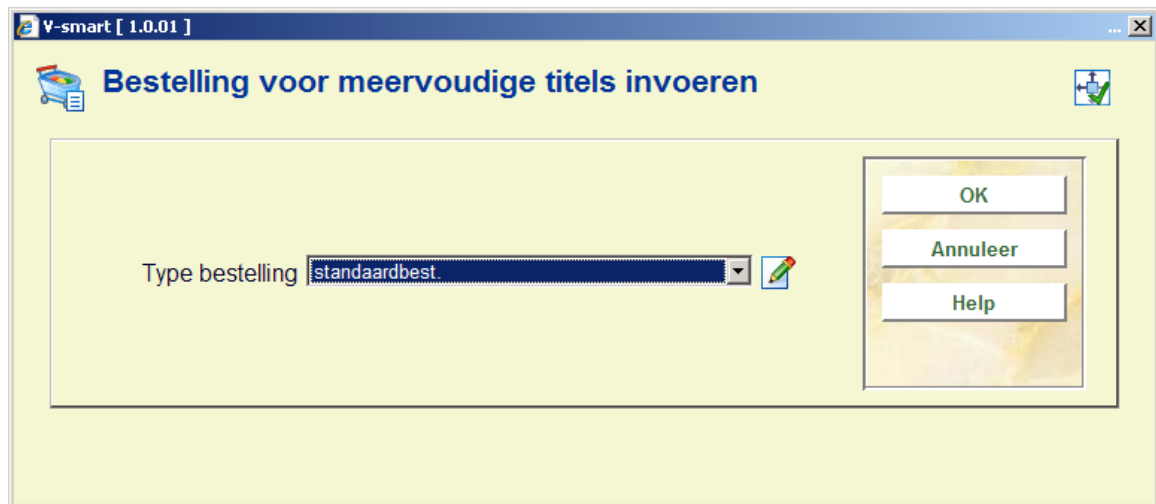 V-smart [ 1.0.01 ] ...
Bestelling voor meervoudige titels invoeren
Type bestelling standaardbest.
OK
Annuleer
Help